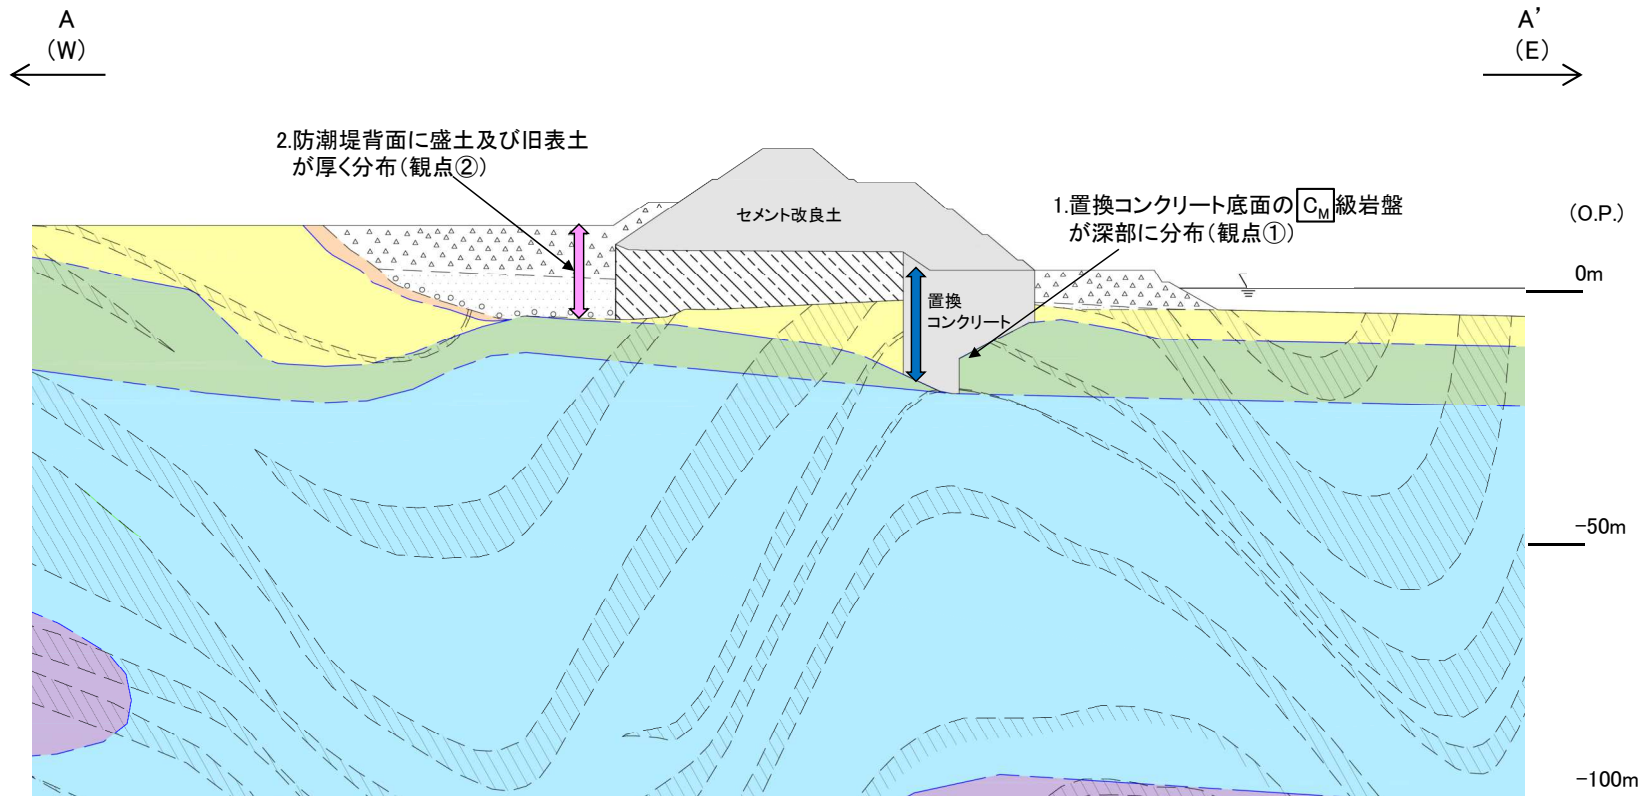 A
(W)
A'
(E)
2.防潮堤背面に盛土及び旧表土
が厚く分布(観点②)
セメント改良土
1.置換コンクリート底面のCM級岩盤
が深部に分布(観点①)
(O.P.)
0m
置換
コンクリート
-50m
-100m